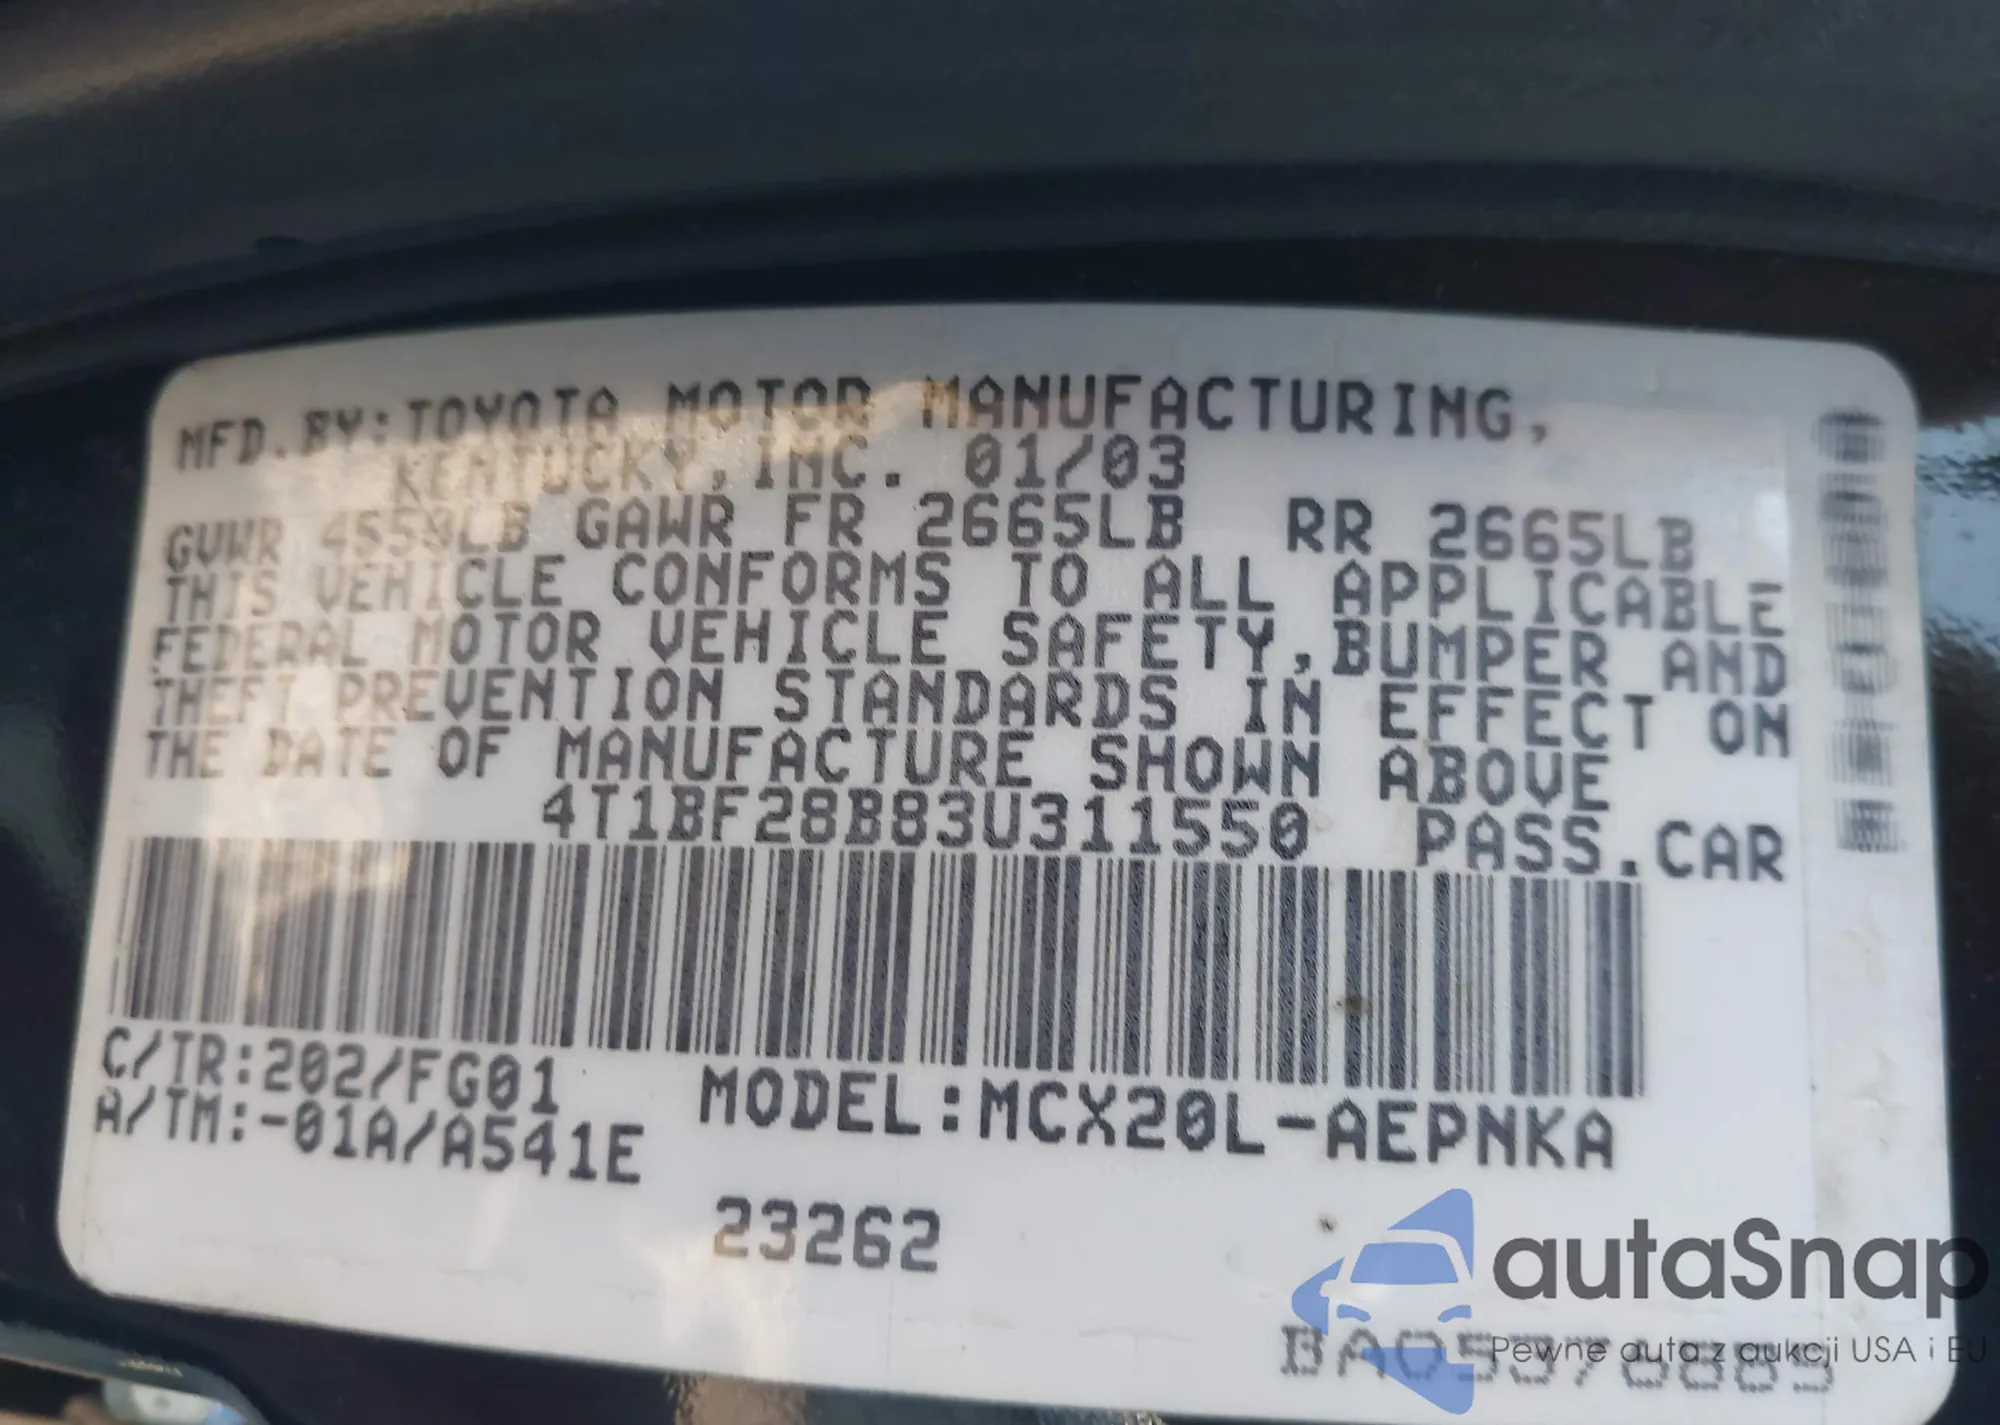 MFD.BY:TOYOTA MOTOR MANUFACTURING,
KENTUCKY,INC. 01/03
GVWR 4550LB GAWR FR 2665LB RR 2665LB
THIS VEHICLE CONFORMS TO ALL APPLICABLE
FEDERAL MOTOR VEHICLE SAFETY,BUMPER AND
THEFT PREVENTION STANDARDS IN EFFECT ON
THE DATE OF MANUFACTURE SHOWN ABOVE
4T1BF28B83U311550 PASS.CAR
C/TR:202/FG01
A/TM:-01A/A541E
MODEL:MCX20L-AEPNKA
23262
autaSnap
Pewne auta z aukcji USA i EU